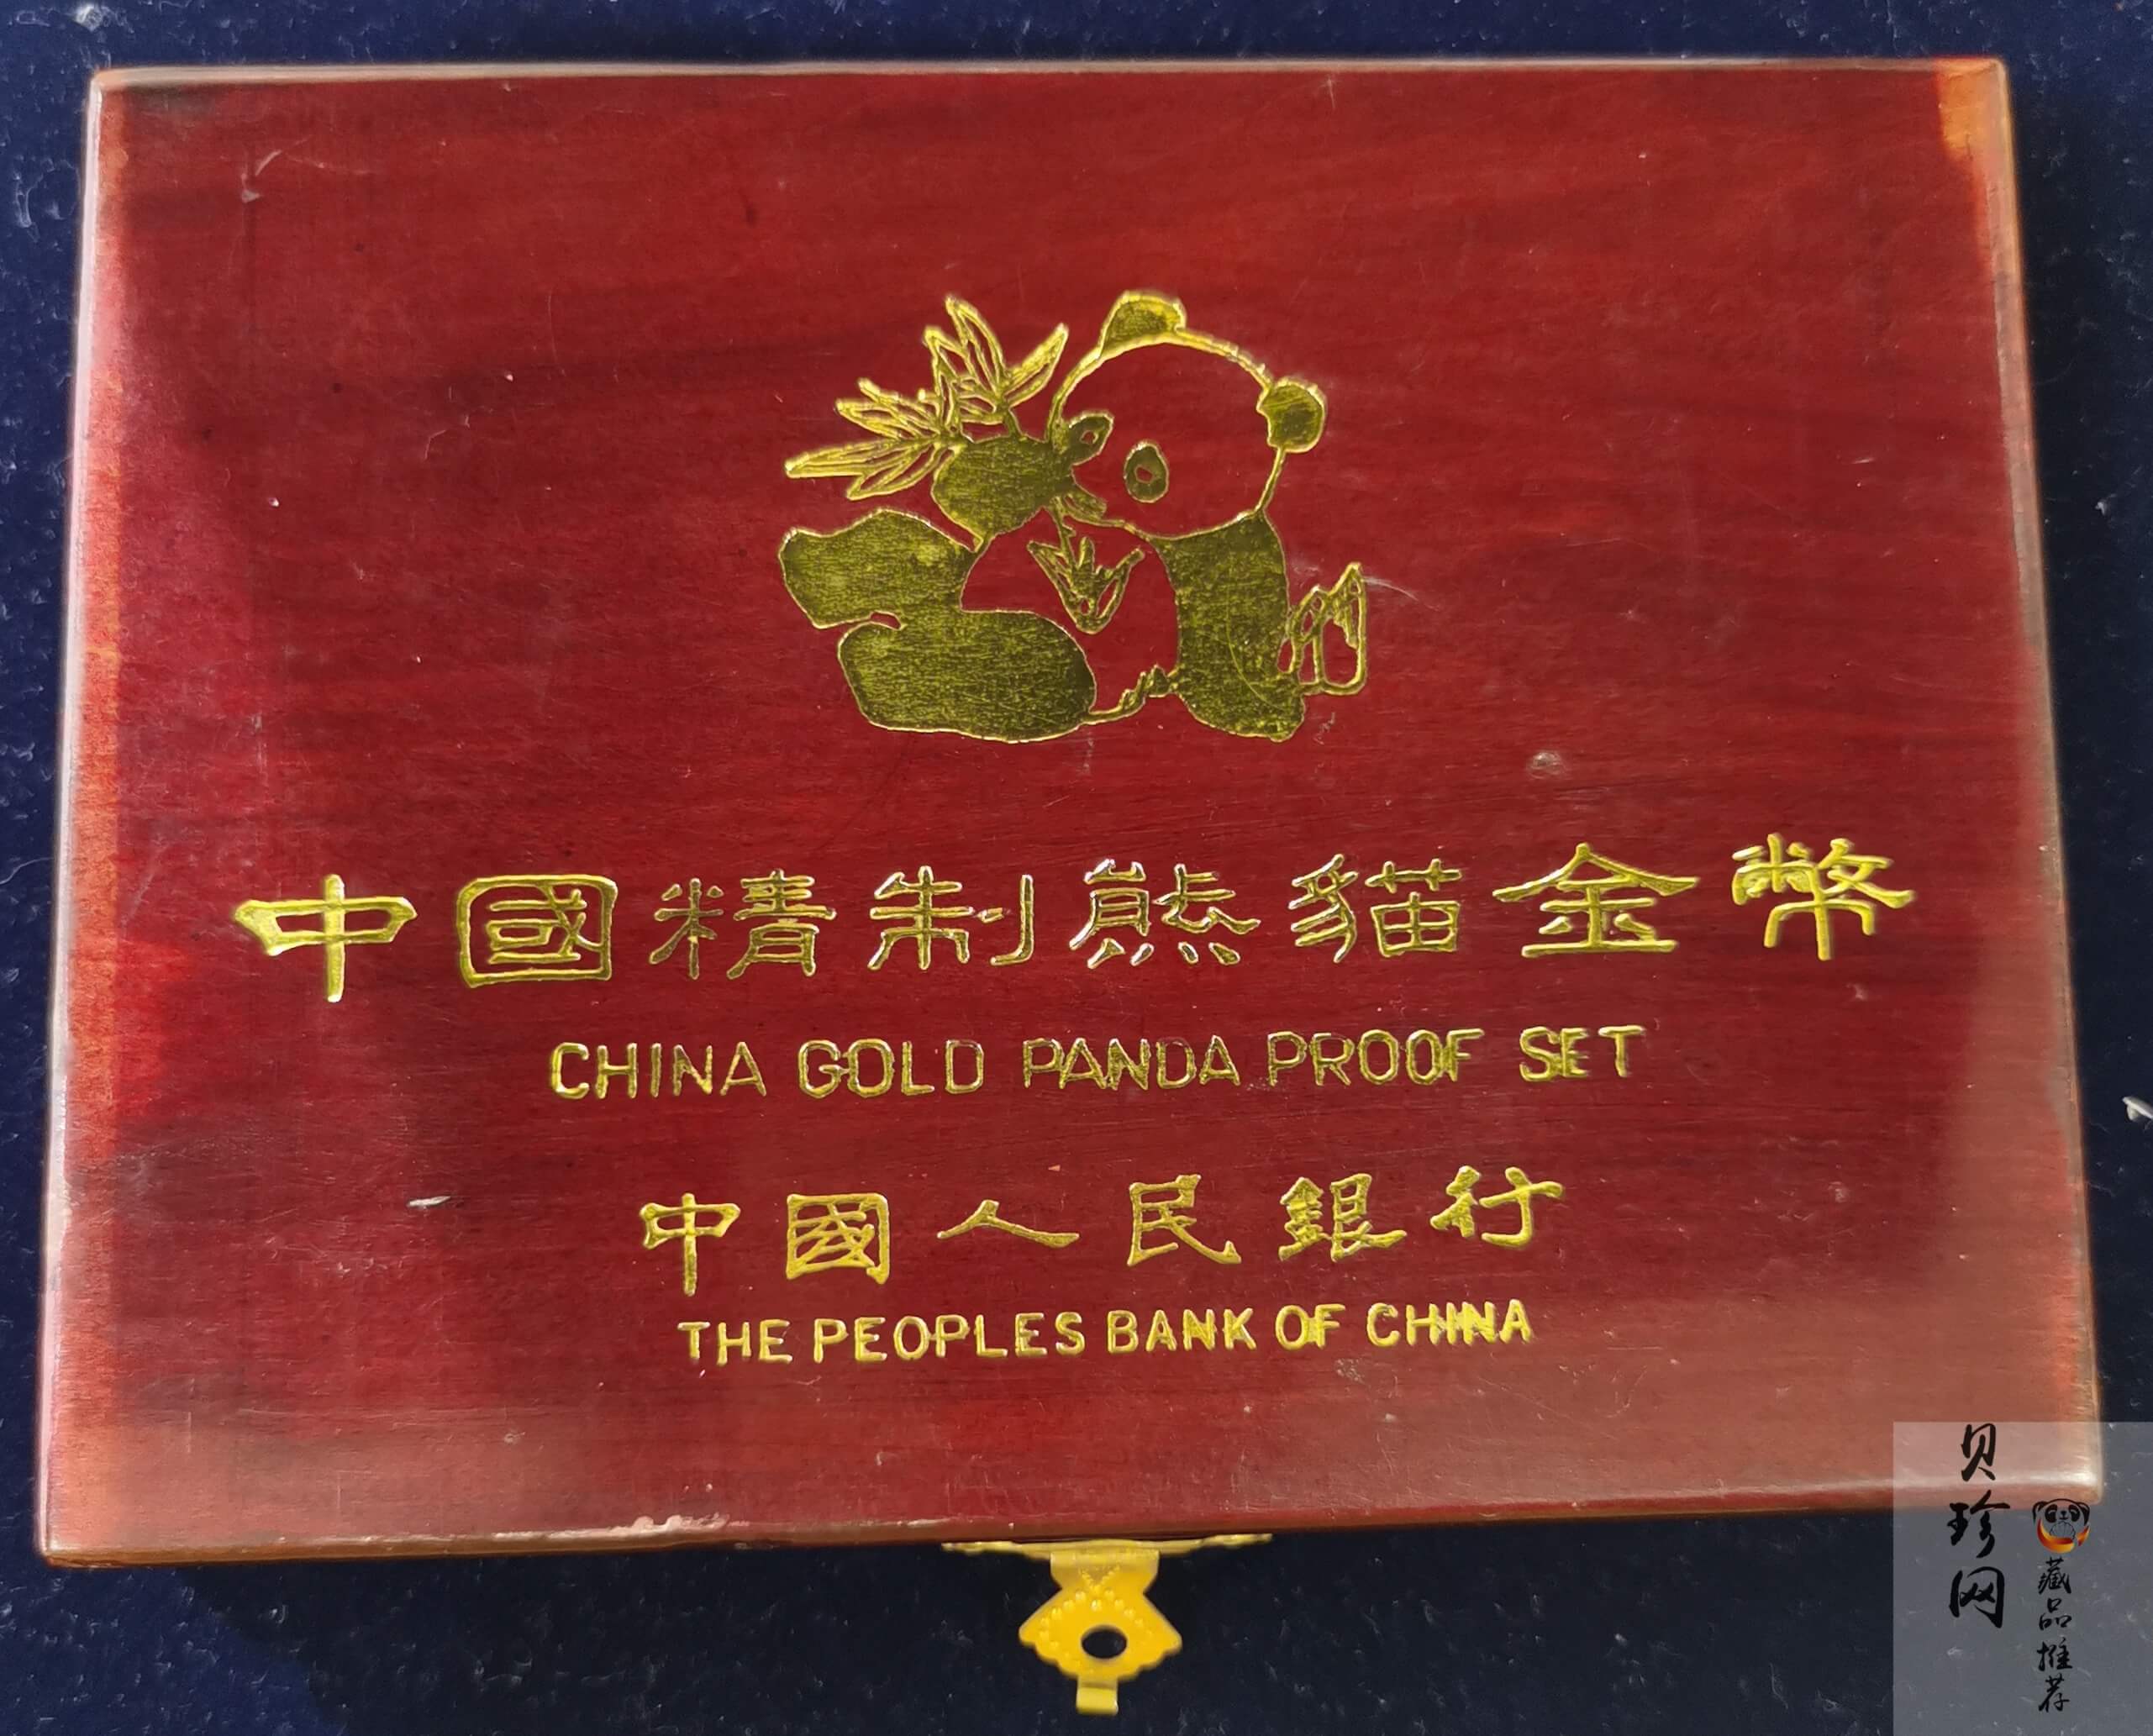 中國精制熊貓金幣
CHINA GOLD PANDA PROOF SET
中國人民銀行
THE PEOPLES BANK OF CHINA
贝珍网
藏品推荐